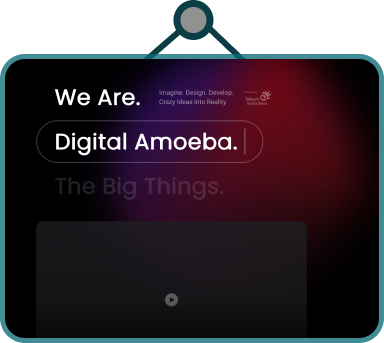 We Are.
Imagine. Design. Develop.
Crazy Ideas Into Reality.
Telkom
Indonesia
Digital Amoeba.
The Big Things.